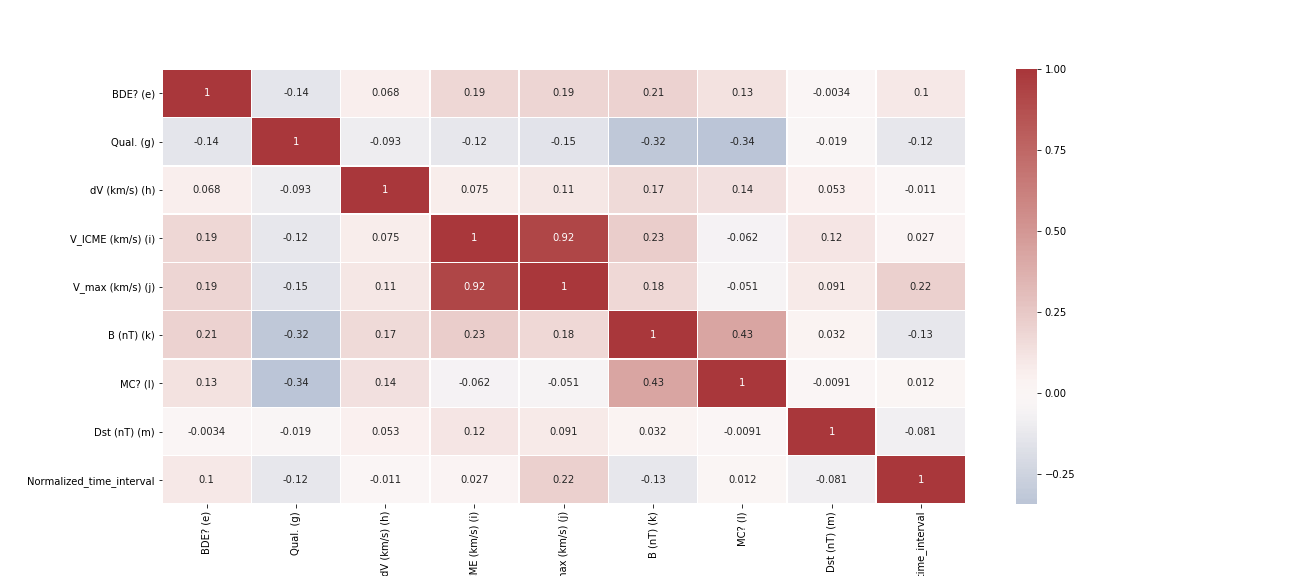 BDE? (e) 1 -0.14 0.068 0.19 0.19 0.21 0.13 -0.0034 0.1
Qual. (g) -0.14 1 -0.093 -0.12 -0.15 -0.32 -0.34 -0.019 -0.12
dV (km/s) (h) 0.068 -0.093 1 0.075 0.11 0.17 0.14 0.053 -0.011
V_ICME (km/s) (i) 0.19 -0.12 0.075 1 0.92 0.23 -0.062 0.12 0.027
V_max (km/s) (j) 0.19 -0.15 0.11 0.92 1 0.18 -0.051 0.091 0.22
B (nT) (k) 0.21 -0.32 0.17 0.23 0.18 1 0.43 0.032 -0.13
MC? (l) 0.13 -0.34 0.14 -0.062 -0.051 0.43 1 -0.0091 0.012
Dst (nT) (m) -0.0034 -0.019 0.053 0.12 0.091 0.032 -0.0091 1 -0.081
Normalized_time_interval 0.1 -0.12 -0.011 0.027 0.22 -0.13 0.012 -0.081 1
BDE? (e)
Qual. (g)
dV (km/s) (h)
ME (km/s) (i)
max (km/s) (j)
B (nT) (k)
MC? (l)
Dst (nT) (m)
time_interval
1.00
0.75
0.50
0.25
0.00
−0.25